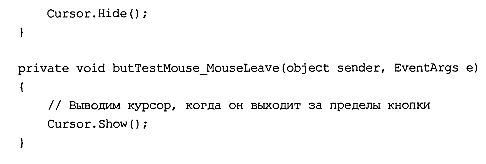 Cursor.Hide();
}
private void butTestMouse_MouseLeave(object sender, EventArgs e)
{
// Выводим курсор, когда он выходит за пределы кнопки
Cursor.Show();
}